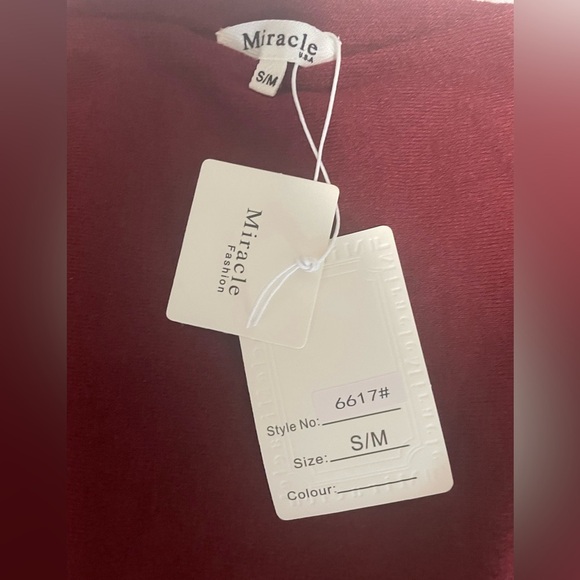 Miracle
USA
S/M
Miracle
Fashion
Style No: 6617#
Size: S/M
Colour: